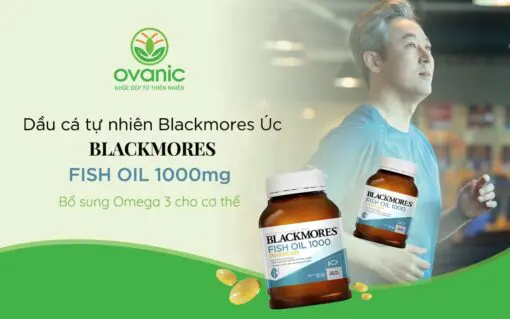 ovanic
KHỎE ĐẸP TỪ THIÊN NHIÊN
Dầu cá tự nhiên Blackmores Úc
BLACKMORES
FISH OIL 1000mg
Bổ sung Omega 3 cho cơ thể
BLACKMORES
FISH OIL 1000
BLACKMORES
FISH OIL 1000